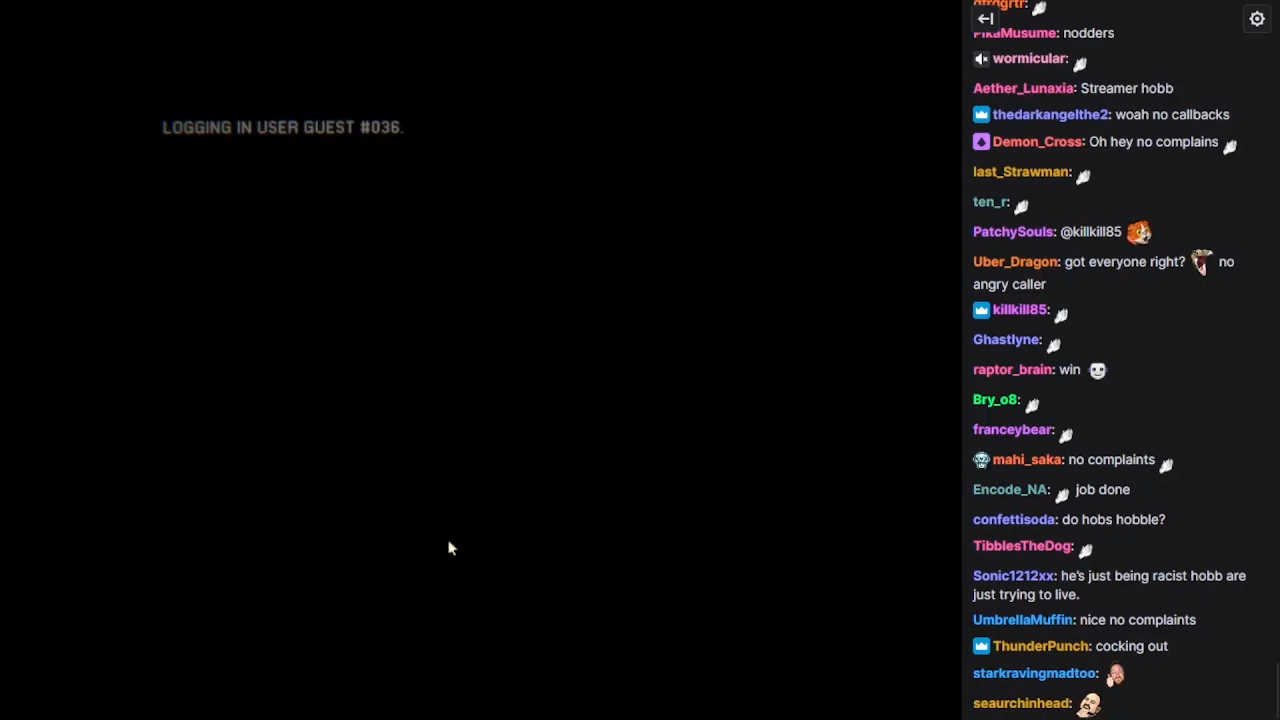 LOGGING IN USER GUEST #036.
dfrdgrtr:
PikaMusume: nodders
wormicular:
Aether_Lunaxia: Streamer hobb
thedarkangelthe2: woah no callbacks
Demon_Cross: Oh hey no complains
last_Strawman:
ten_r:
PatchySouls: @killkill85
Uber_Dragon: got everyone right? no
angry caller
killkill85:
Ghastlyne:
raptor_brain: win
Bry_o8:
franceybear:
mahi_saka: no complaints
Encode_NA: job done
confettisoda: do hobs hobble?
TibblesTheDog:
Sonic1212xx: he's just being racist hobb are
just trying to live.
UmbrellaMuffin: nice no complaints
ThunderPunch: cocking out
starkravingmadtoo:
seaurchinhead: